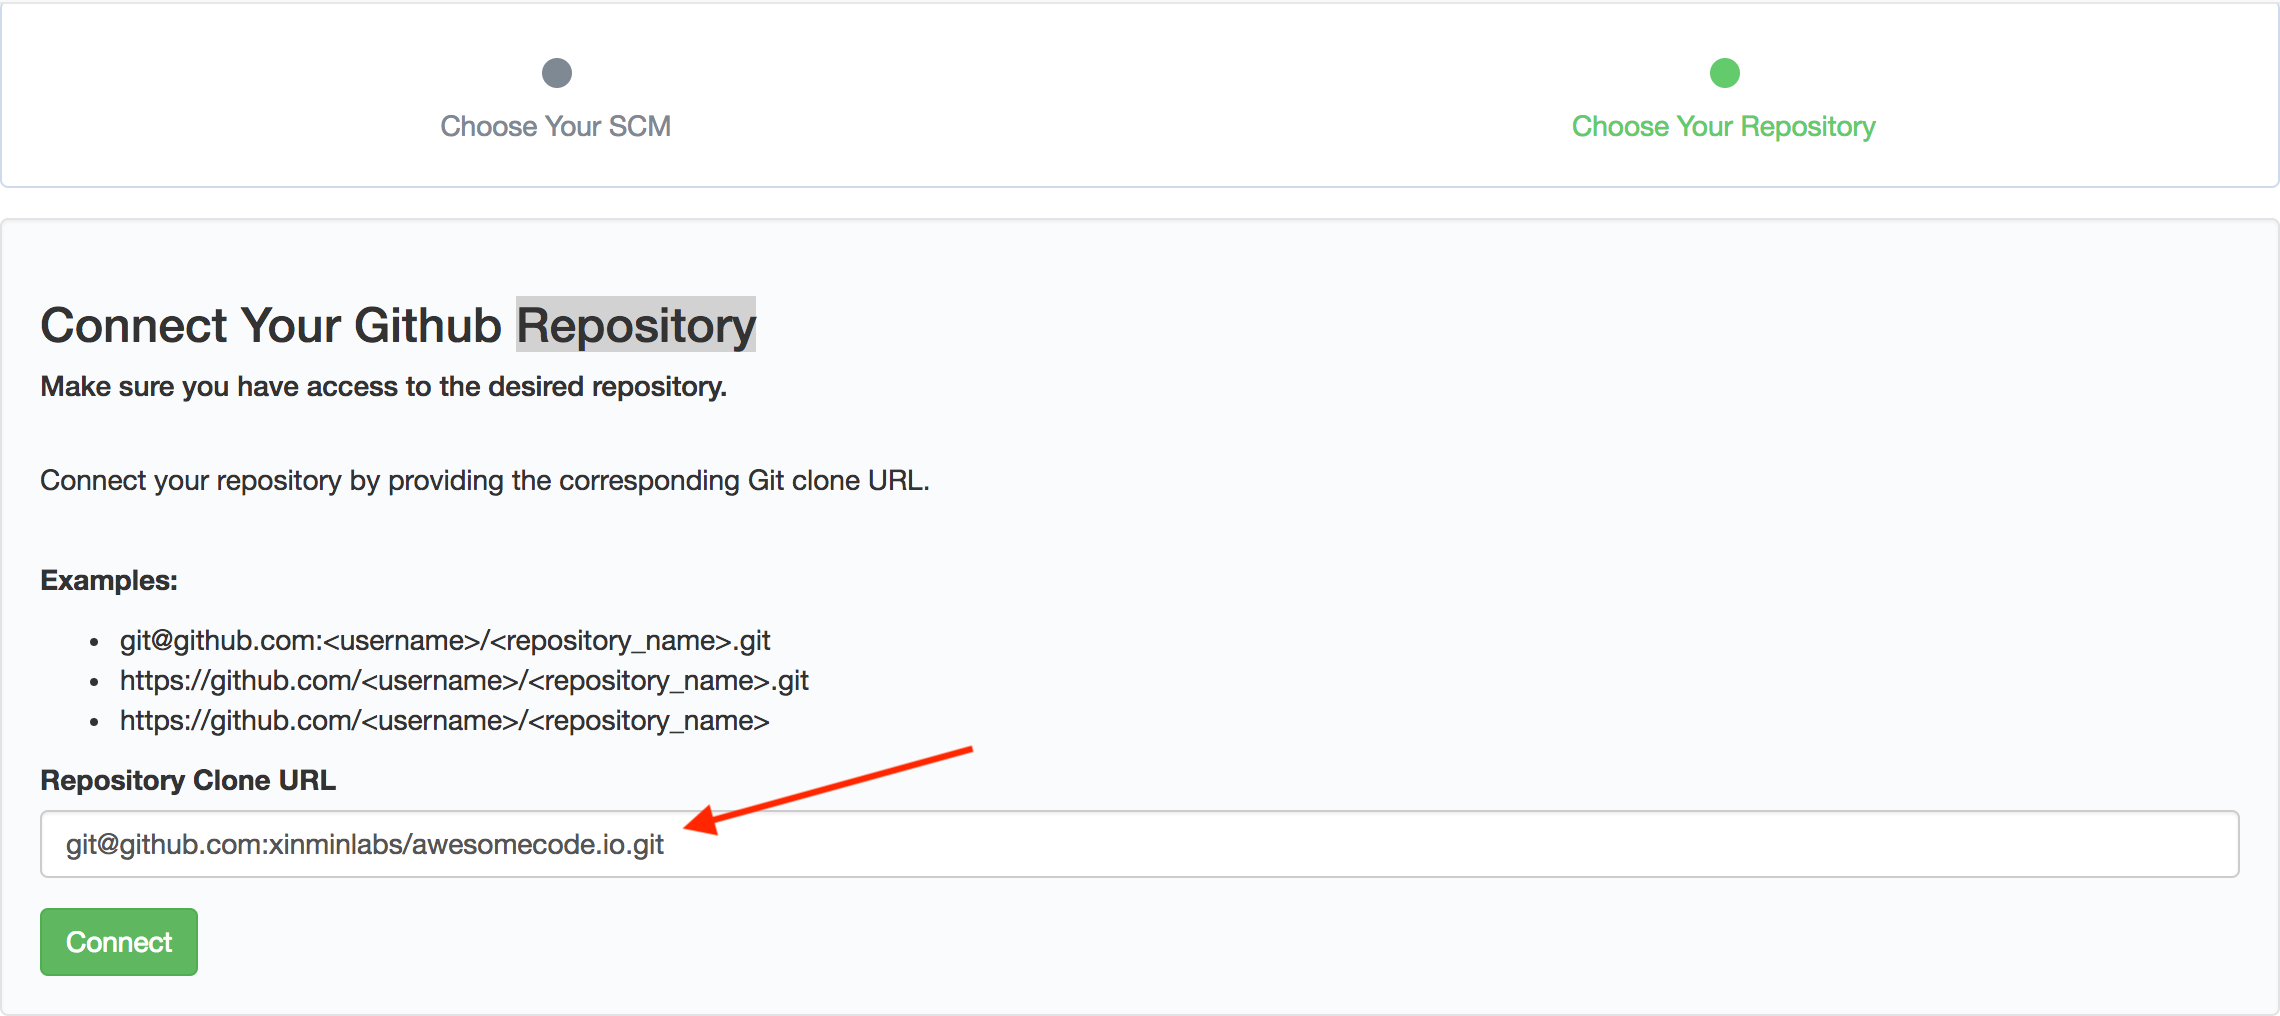 Choose Your SCM
Choose Your Repository
Connect Your Github Repository
Make sure you have access to the desired repository.
Connect your repository by providing the corresponding Git clone URL.
Examples:
• git@github.com:<username>/<repository_name>.git
• https://github.com/<username>/<repository_name>.git
• https://github.com/<username>/<repository_name>
Repository Clone URL
git@github.com:xinminlabs/awesomecode.io.git
Connect